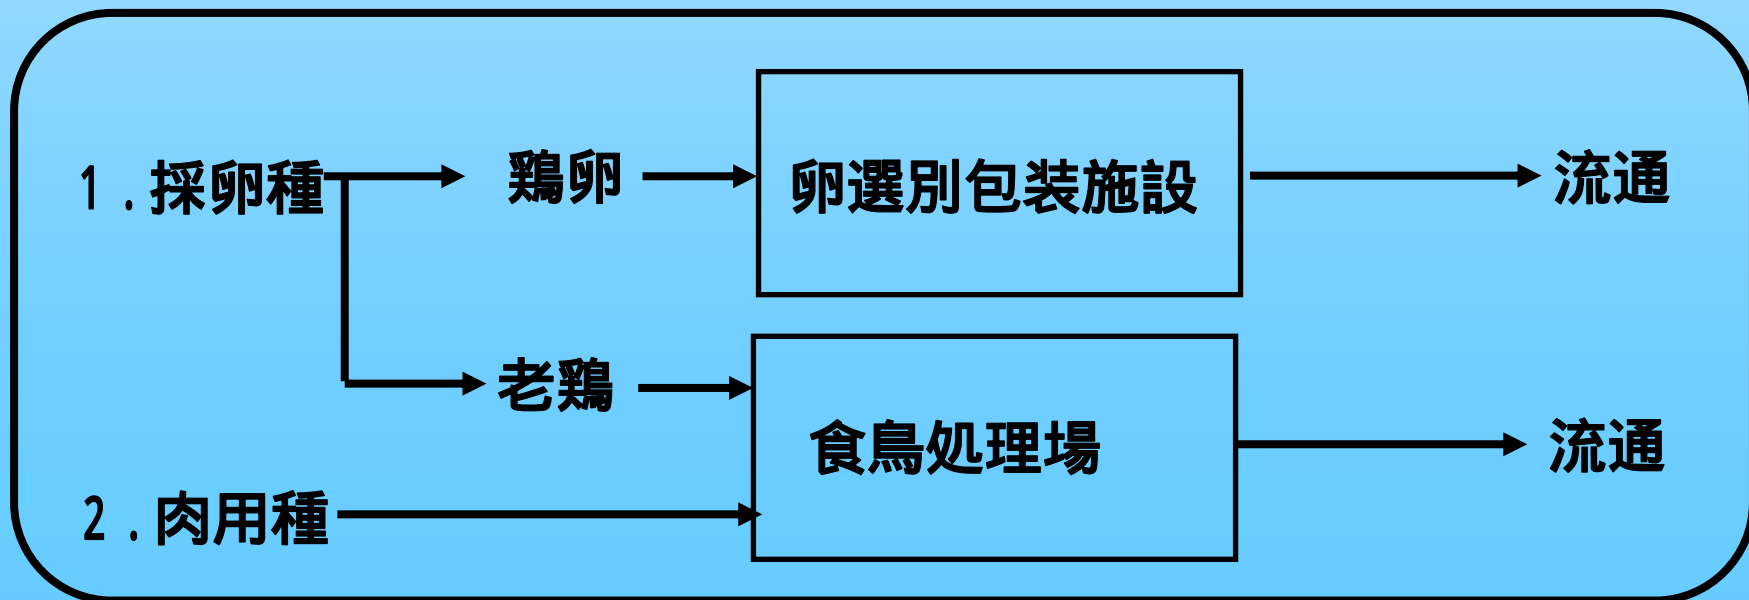 1.採卵種
鶏卵
卵選別包装施設
流通
老鶏
食鳥処理場
流通
2.肉用種